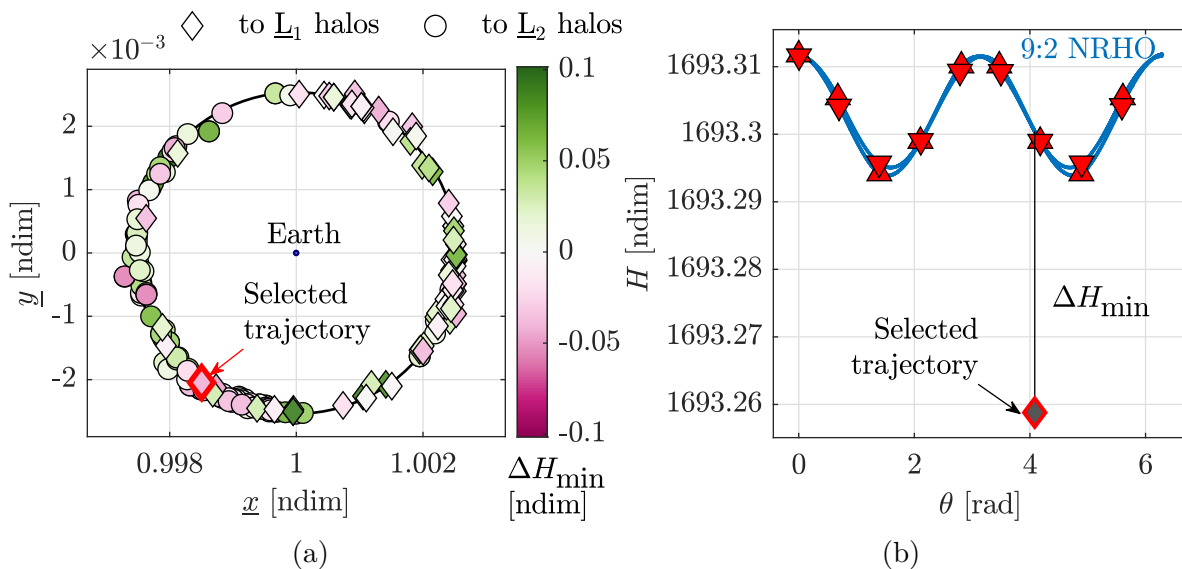 ◇ to L₁ halos ○ to L₂ halos
×10⁻³
2
1
0
-1
-2
y [ndim]
Earth
Selected
trajectory
0.998 1 1.002
x [ndim]
0.1
0.05
0
-0.05
-0.1
ΔH_min
[ndim]
(a)
9:2 NRHO
1693.31
1693.3
1693.29
1693.28
1693.27
1693.26
H [ndim]
ΔH_min
Selected
trajectory
0 2 4 6
θ [rad]
(b)